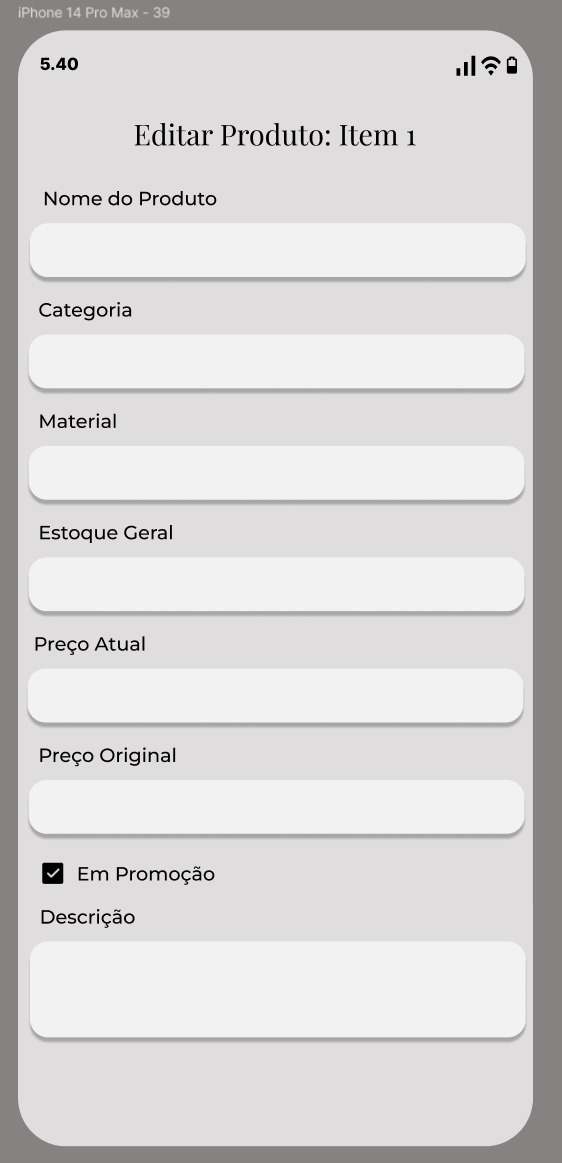 iPhone 14 Pro Max - 39
5.40
Editar Produto: Item 1
Nome do Produto
Categoria
Material
Estoque Geral
Preço Atual
Preço Original
Em Promoção
Descrição